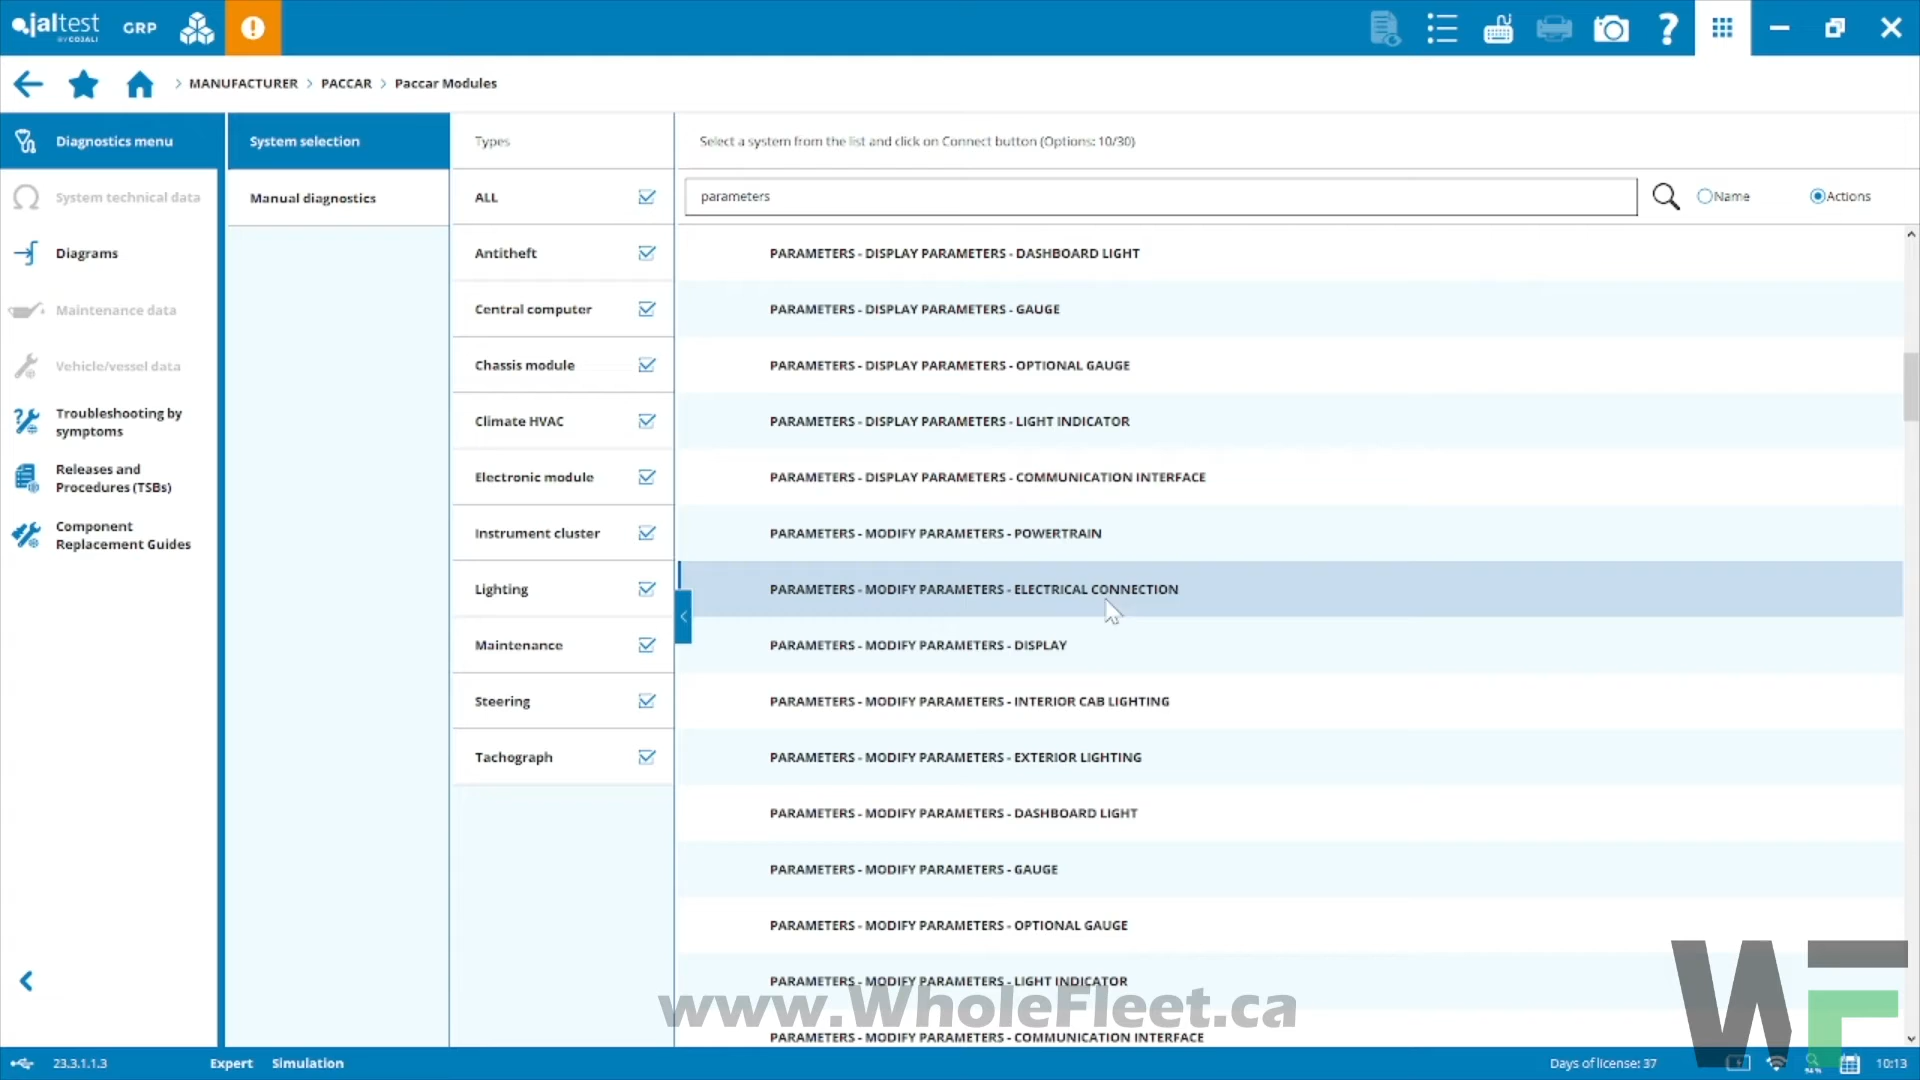 jaltest
BY COJALI
GRP
MANUFACTURER > PACCAR > Paccar Modules
Diagnostics menu
System technical data
Diagrams
Maintenance data
Vehicle/vessel data
Troubleshooting by
symptoms
Releases and
Procedures (TSBs)
Component
Replacement Guides
System selection
Manual diagnostics
Types
ALL
Antitheft
Central computer
Chassis module
Climate HVAC
Electronic module
Instrument cluster
Lighting
Maintenance
Steering
Tachograph
Select a system from the list and click on Connect button (Options: 10/30)
parameters
Name
Actions
PARAMETERS - DISPLAY PARAMETERS - DASHBOARD LIGHT
PARAMETERS - DISPLAY PARAMETERS - GAUGE
PARAMETERS - DISPLAY PARAMETERS - OPTIONAL GAUGE
PARAMETERS - DISPLAY PARAMETERS - LIGHT INDICATOR
PARAMETERS - DISPLAY PARAMETERS - COMMUNICATION INTERFACE
PARAMETERS - MODIFY PARAMETERS - POWERTRAIN
PARAMETERS - MODIFY PARAMETERS - ELECTRICAL CONNECTION
PARAMETERS - MODIFY PARAMETERS - DISPLAY
PARAMETERS - MODIFY PARAMETERS - INTERIOR CAB LIGHTING
PARAMETERS - MODIFY PARAMETERS - EXTERIOR LIGHTING
PARAMETERS - MODIFY PARAMETERS - DASHBOARD LIGHT
PARAMETERS - MODIFY PARAMETERS - GAUGE
PARAMETERS - MODIFY PARAMETERS - OPTIONAL GAUGE
PARAMETERS - MODIFY PARAMETERS - LIGHT INDICATOR
www.WholeFleet.ca
PARAMETERS - MODIFY PARAMETERS - COMMUNICATION INTERFACE
WF
23.3.1.1.3
Expert
Simulation
Days of license: 37
94 %
10:13